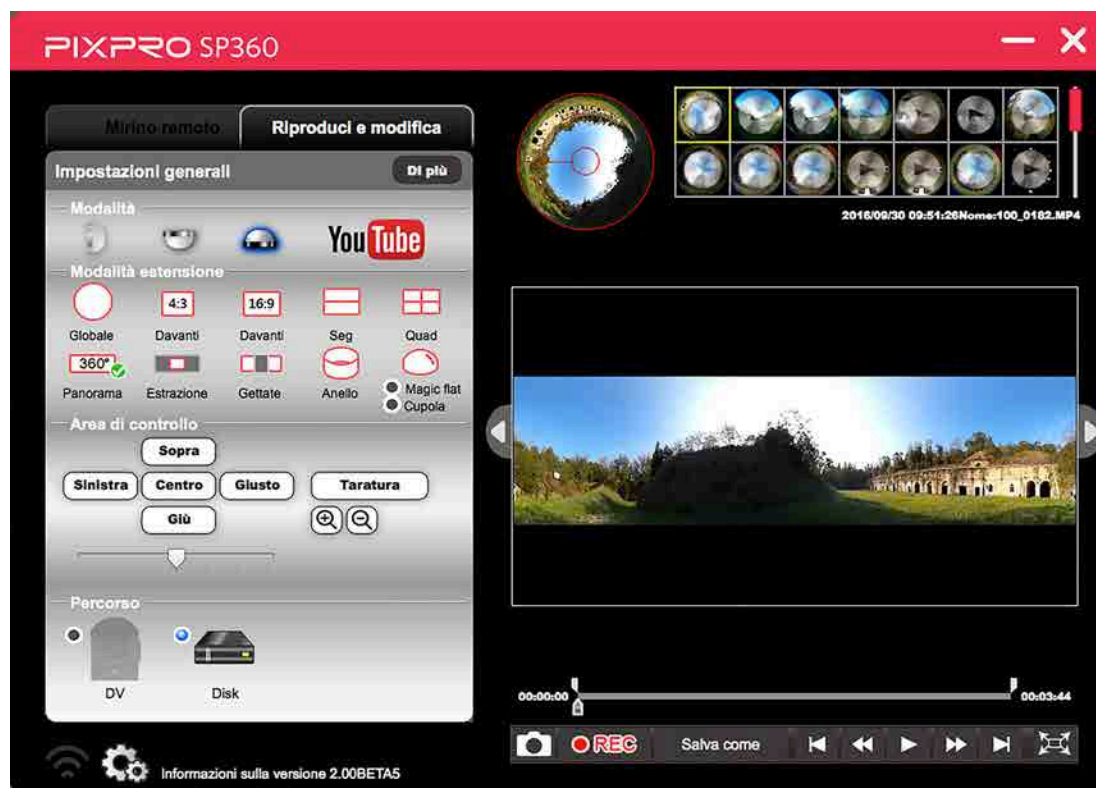 PIXPRO SP360
Mirino remoto
Riproduci e modifica
Impostazioni generali
Di più
Modalità
YouTube
Modalità estensione
4:3
16:9
Globale
Davanti
Davanti
Seg
Quad
360°
Panorama
Estrazione
Gettate
Anello
Magic flat
Cupola
Area di controllo
Sopra
Sinistra
Centro
Giusto
Taratura
Giù
Percorso
DV
Disk
Informazioni sulla versione 2.00BETA5
2016/09/30 09:51:26Nome:100_0182.MP4
00:00:00
00:03:44
REC
Salva come